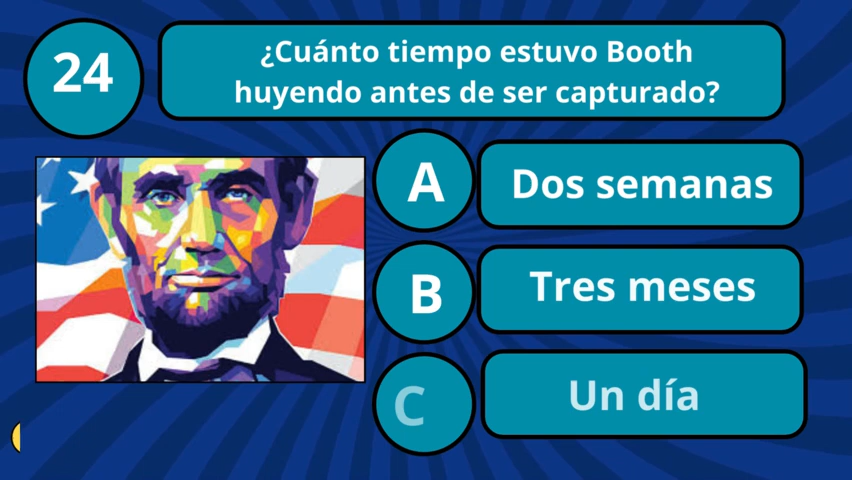 24
¿Cuánto tiempo estuvo Booth
huyendo antes de ser capturado?
A
Dos semanas
B
Tres meses
C
Un día